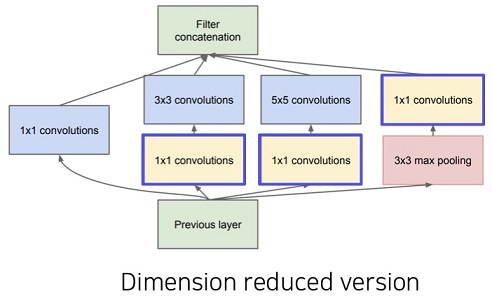 Filter
concatenation
3x3 convolutions
5x5 convolutions
1x1 convolutions
1x1 convolutions
1x1 convolutions
1x1 convolutions
3x3 max pooling
Previous layer
Dimension reduced version